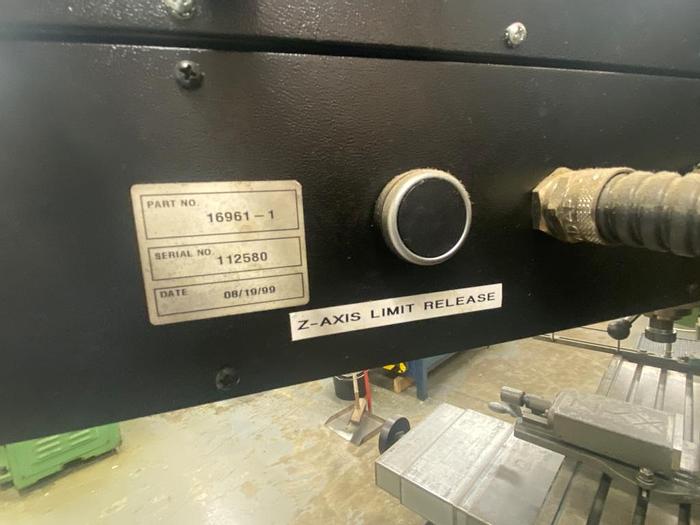 PART NO. 16961-1
SERIAL NO. 112580
DATE 08/19/99
Z-AXIS LIMIT RELEASE